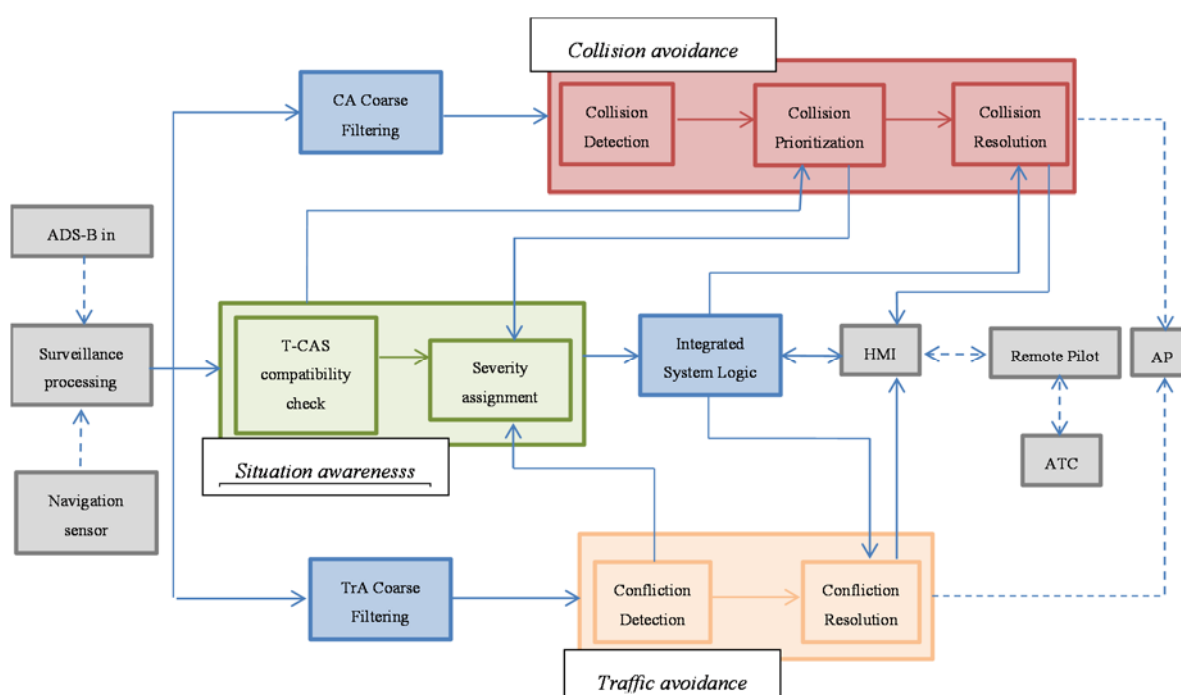 Collision avoidance
CA Coarse
Filtering
Collision
Detection
Collision
Prioritization
Collision
Resolution
ADS-B in
Surveillance
processing
Navigation
sensor
T-CAS
compatibility
check
Severity
assignment
Situation awarenesss
Integrated
System Logic
HMI
Remote Pilot
AP
ATC
TrA Coarse
Filtering
Confliction
Detection
Confliction
Resolution
Traffic avoidance